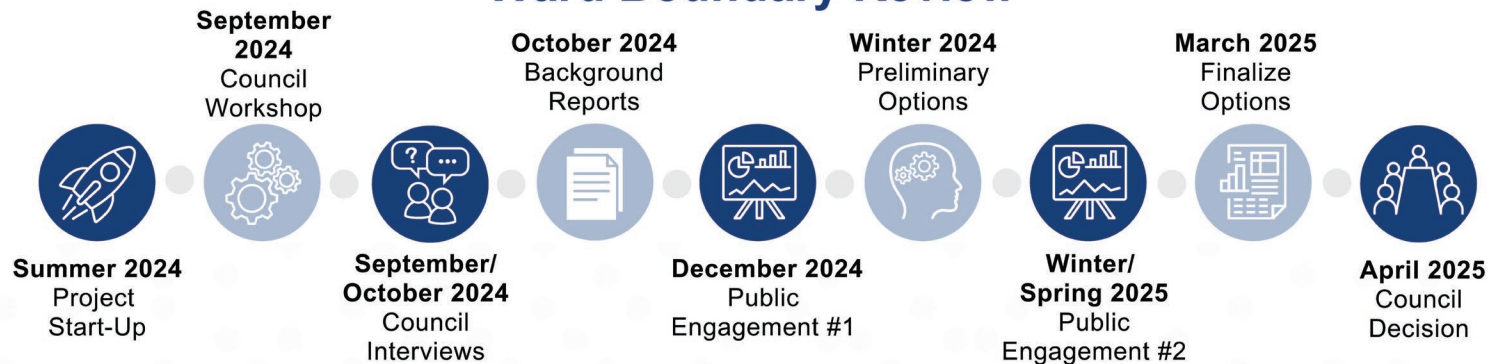 Ward Boundary Review
Summer 2024
Project
Start-Up
September
2024
Council
Workshop
? ...
September/
October 2024
Council
Interviews
October 2024
Background
Reports
December 2024
Public
Engagement #1
Winter 2024
Preliminary
Options
Winter/
Spring 2025
Public
Engagement #2
March 2025
Finalize
Options
April 2025
Council
Decision